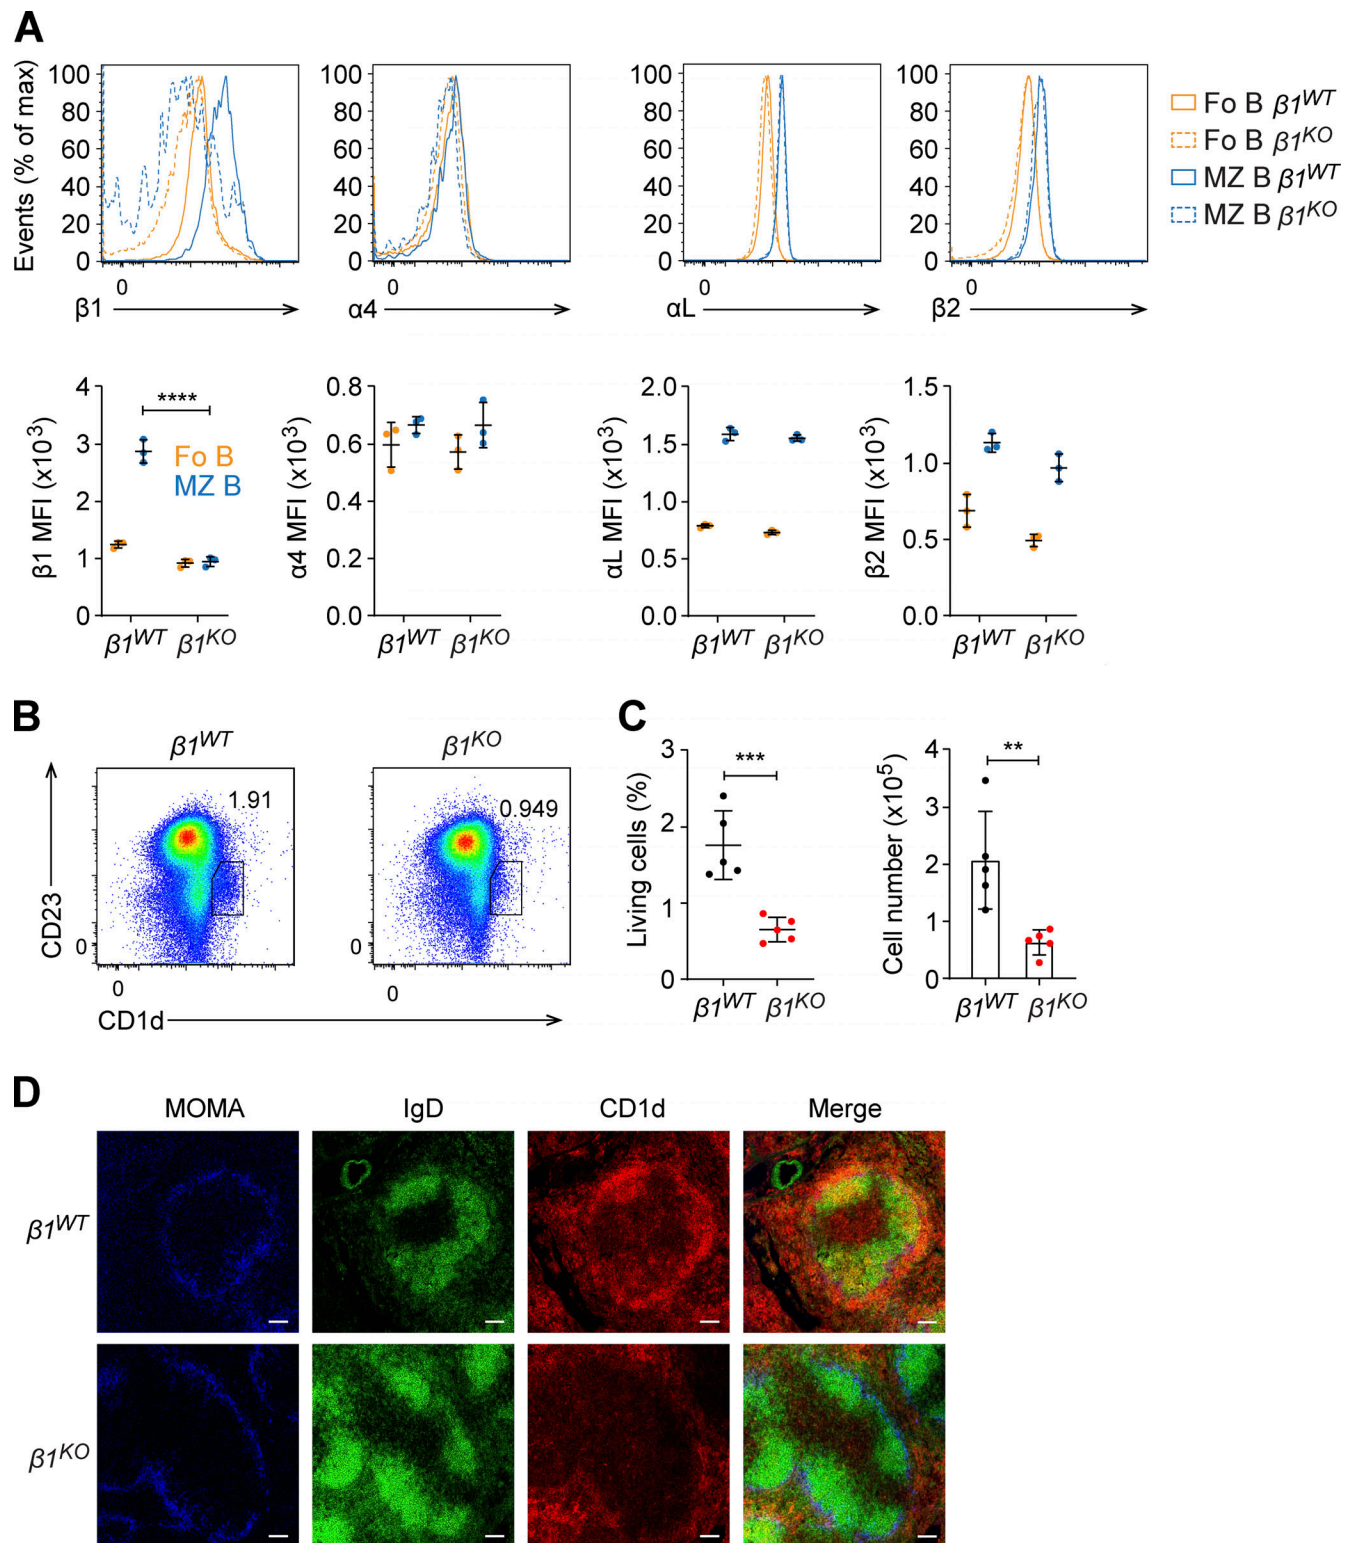 A
Events (% of max)
100
80
60
40
20
0
0
β1
100
80
60
40
20
0
0
α4
100
80
60
40
20
0
0
αL
100
80
60
40
20
0
0
β2
Fo B β1WT
Fo B β1KO
MZ B β1WT
MZ B β1KO
β1 MFI (x10³)
4
3
2
1
0
****
Fo B
MZ B
β1WT β1KO
α4 MFI (x10³)
0.8
0.6
0.4
0.2
0.0
β1WT β1KO
αL MFI (x10³)
2.0
1.5
1.0
0.5
0.0
β1WT β1KO
β2 MFI (x10³)
1.5
1.0
0.5
0.0
β1WT β1KO
B
β1WT
β1KO
1.91
0.949
CD23
0
0
0
0
CD1d
C
Living cells (%)
3
2
1
0
***
β1WT β1KO
Cell number (x10⁵)
4
3
2
1
0
**
β1WT β1KO
D
MOMA
IgD
CD1d
Merge
β1WT
β1KO